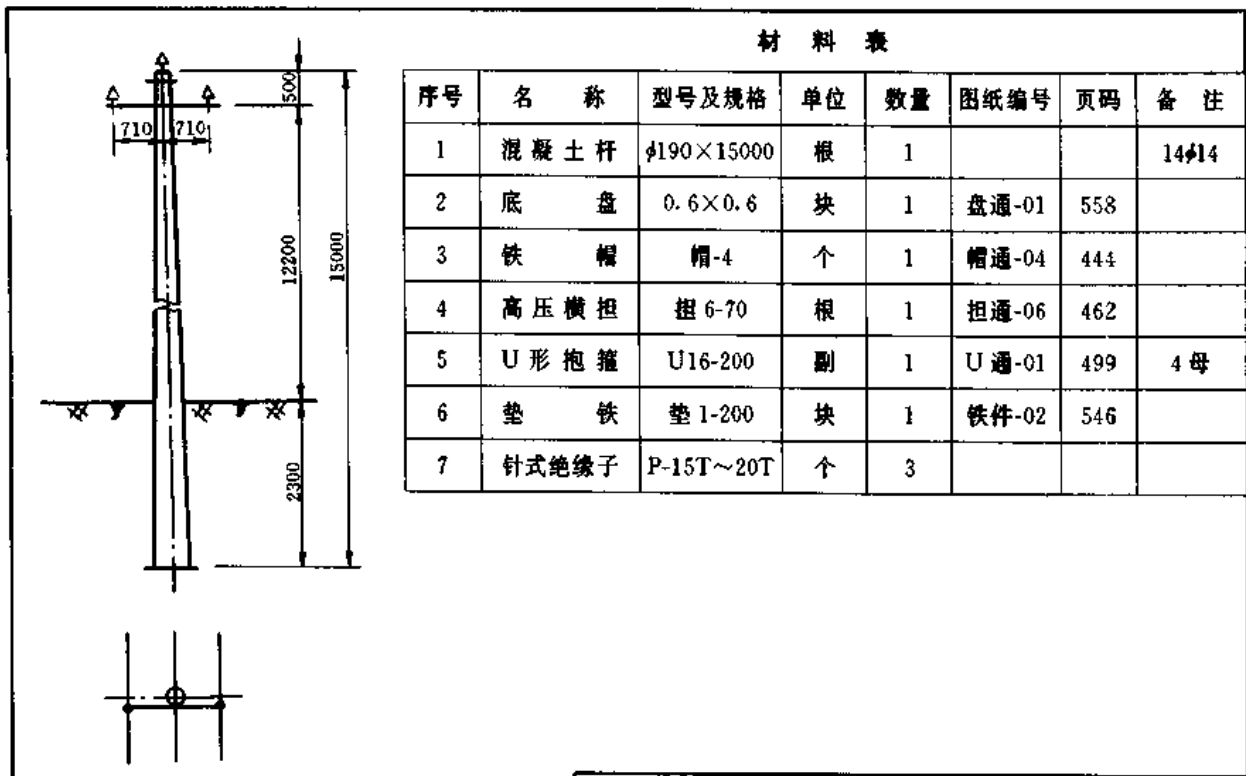 材料表
序号 名称 型号及规格 单位 数量 图纸编号 页码 备注
1 混凝土杆 ϕ190×15000 根 1 14ϕ14
2 底盘 0.6×0.6 块 1 盘通-01 558
3 铁帽 帽-4 个 1 帽通-04 444
4 高压横担 担6-70 根 1 担通-06 462
5 U形抱箍 U16-200 副 1 U通-01 499 4母
6 垫铁 垫1-200 块 1 铁件-02 546
7 针式绝缘子 P-15T～20T 个 3
500
710 710
12200
15000
2300